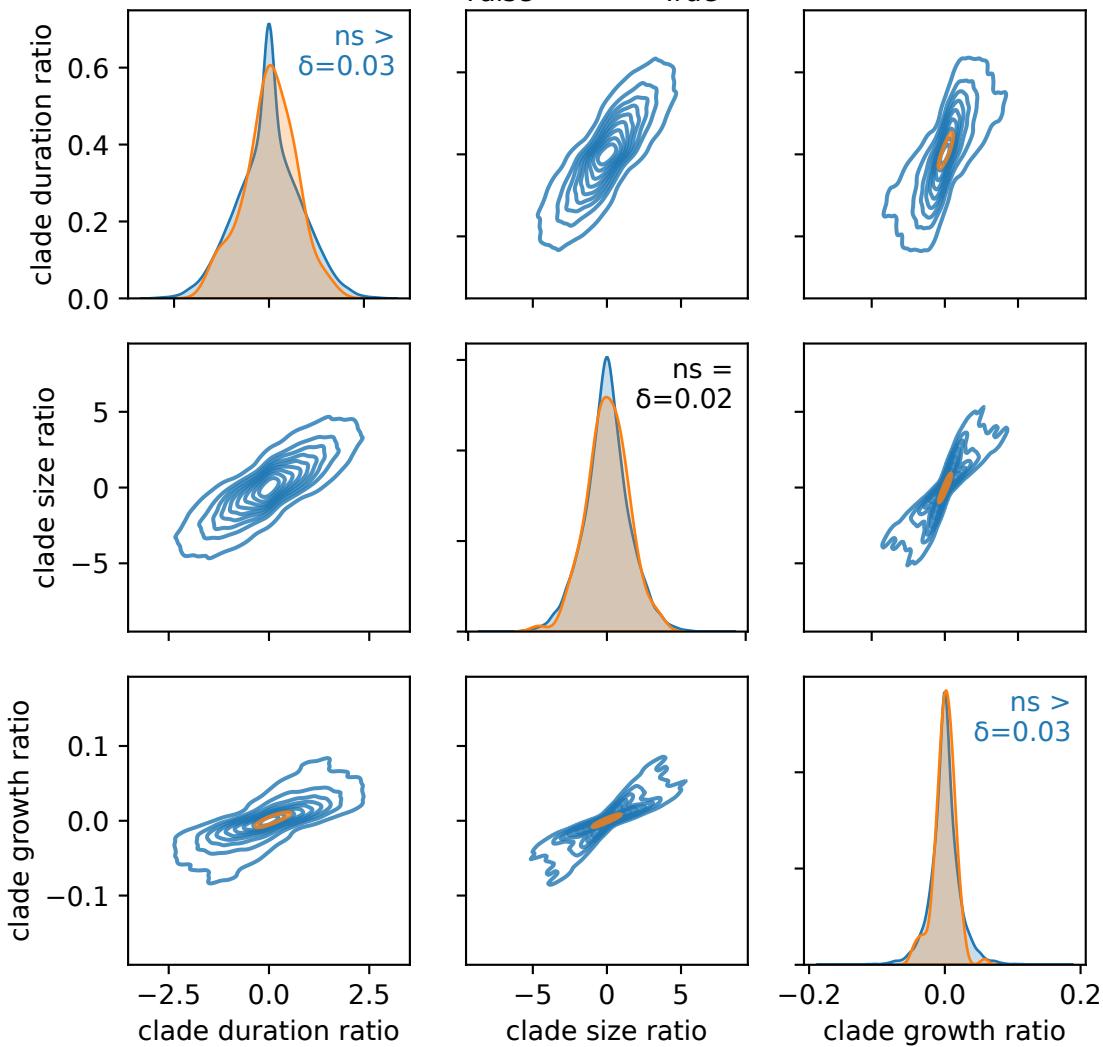 clade duration ratio
0.6
0.4
0.2
0.0
ns >
δ=0.03
clade size ratio
5
0
−5
ns =
δ=0.02
clade growth ratio
0.1
0.0
−0.1
ns >
δ=0.03
−2.5 0.0 2.5
−5 0 5
−0.2 0.0 0.2
clade duration ratio
clade size ratio
clade growth ratio